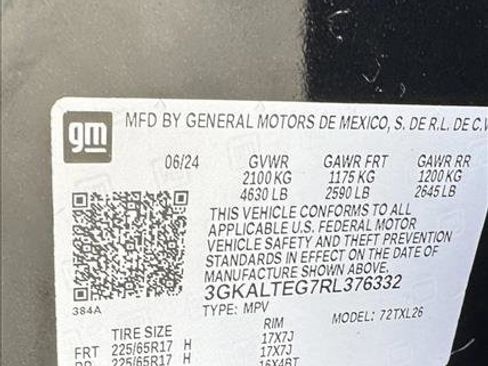 gm MFD BY GENERAL MOTORS DE MEXICO, S. DE R.L. DE C.V
06/24 GVWR GAWR FRT GAWR RR
2100 KG 1175 KG 1200 KG
4630 LB 2590 LB 2645 LB
THIS VEHICLE CONFORMS TO ALL
APPLICABLE U.S. FEDERAL MOTOR
VEHICLE SAFETY AND THEFT PREVENTION
STANDARDS IN EFFECT ON THE DATE OF
MANUFACTURE SHOWN ABOVE.
3GKALTEG7RL376332
384A TYPE: MPV MODEL: 72TXL26
TIRE SIZE RIM
FRT 225/65R17 H 17X7J
RR 225/65R17 H 17X7J
16X4BT